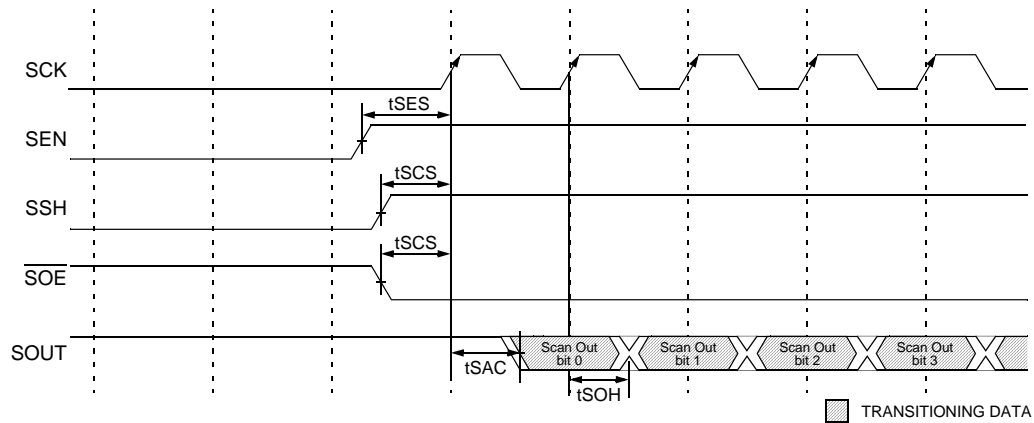 SCK
tSES
SEN
tSCS
SSH
tSCS
SOE
SOUT
Scan Out
bit 0
Scan Out
bit 1
Scan Out
bit 2
Scan Out
bit 3
tSAC
tSOH
TRANSITIONING DATA